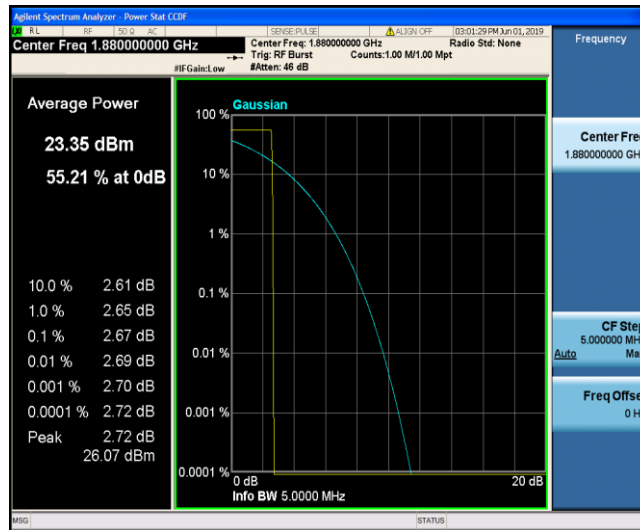 Agilent Spectrum Analyzer - Power Stat CCDF
RL RF 50 Ω AC SENSE:PULSE ALIGN OFF 03:01:29 PM Jun 01, 2019
Center Freq 1.880000000 GHz
Center Freq: 1.880000000 GHz Radio Std: None
Trig: RF Burst Counts:1.00 M/1.00 Mpt
#IFGain:Low #Atten: 46 dB
Frequency
Average Power
23.35 dBm
55.21 % at 0dB
10.0 % 2.61 dB
1.0 % 2.65 dB
0.1 % 2.67 dB
0.01 % 2.69 dB
0.001 % 2.70 dB
0.0001 % 2.72 dB
Peak 2.72 dB
26.07 dBm
Gaussian
100 %
10 %
1 %
0.1 %
0.01 %
0.001 %
0.0001 %
0 dB 20 dB
Info BW 5.0000 MHz
Center Fre
1.880000000 GH
CF Step
5.000000 MH
Auto Ma
Freq Offse
0 H
MSG STATUS